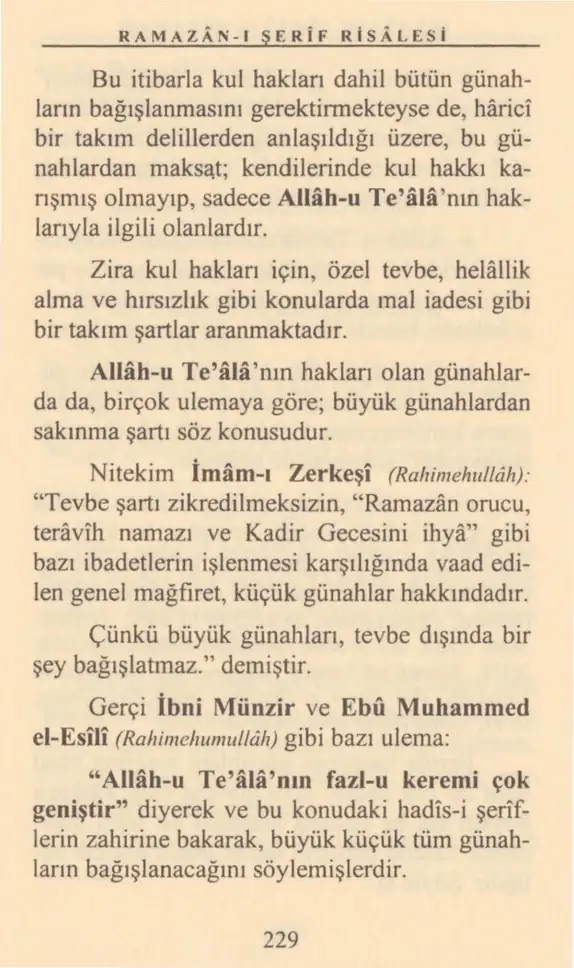 RAMAZÂN-I ŞERÎF RİSÂLESİ
Bu itibarla kul hakları dahil bütün günah-
ların bağışlanmasını gerektirmekteyse de, hâricî
bir takım delillerden anlaşıldığı üzere, bu gü-
nahlardan maksat; kendilerinde kul hakkı ka-
rışmış olmayıp, sadece Allâh-u Te’âlâ’nın hak-
larıyla ilgili olanlardır.
Zira kul hakları için, özel tevbe, helâllik
alma ve hırsızlık gibi konularda mal iadesi gibi
bir takım şartlar aranmaktadır.
Allâh-u Te’âlâ’nın hakları olan günahlar-
da da, birçok ulemaya göre; büyük günahlardan
sakınma şartı söz konusudur.
Nitekim İmâm-ı Zerkeşî (Rahimehullâh):
“Tevbe şartı zikredilmeksizin, “Ramazân orucu,
terâvîh namazı ve Kadir Gecesini ihyâ” gibi
bazı ibadetlerin işlenmesi karşılığında vaad edi-
len genel mağfiret, küçük günahlar hakkındadır.
Çünkü büyük günahları, tevbe dışında bir
şey bağışlatmaz.” demiştir.
Gerçi İbni Münzir ve Ebû Muhammed
el-Esîlî (Rahimehumullâh) gibi bazı ulema:
“Allâh-u Te’âlâ’nın fazl-u keremi çok
geniştir” diyerek ve bu konudaki hadîs-i şerîf-
lerin zahirine bakarak, büyük küçük tüm günah-
ların bağışlanacağını söylemişlerdir.
229